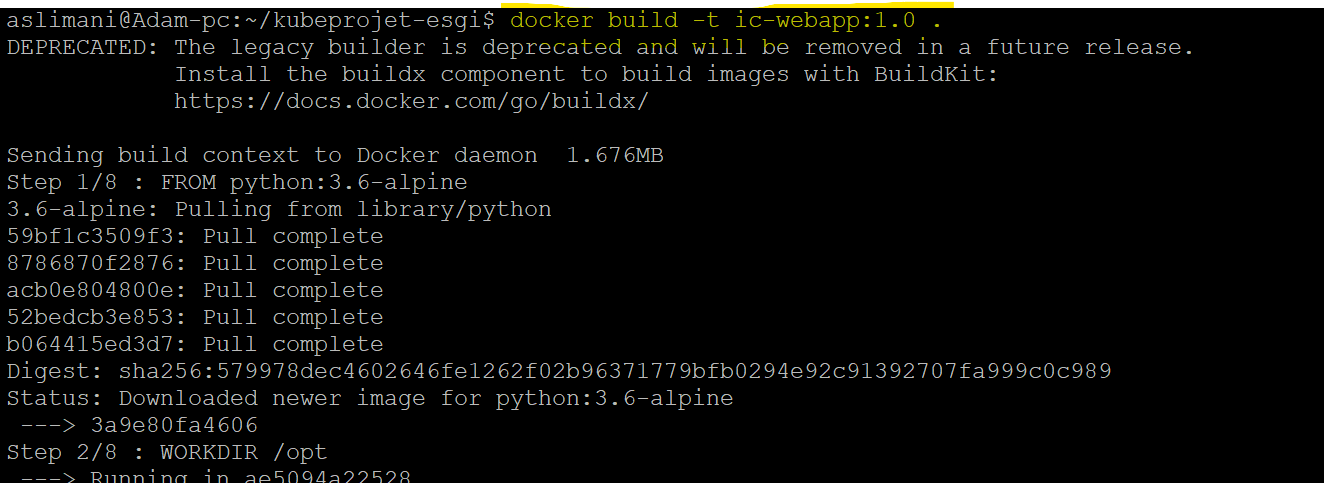 aslimani@Adam-pc:~/kubeprojet-esgi$ docker build -t ic-webapp:1.0 .
DEPRECATED: The legacy builder is deprecated and will be removed in a future release.
Install the buildx component to build images with BuildKit:
https://docs.docker.com/go/buildx/
Sending build context to Docker daemon  1.676MB
Step 1/8 : FROM python:3.6-alpine
3.6-alpine: Pulling from library/python
59bf1c3509f3: Pull complete
8786870f2876: Pull complete
acb0e804800e: Pull complete
52bedcb3e853: Pull complete
b064415ed3d7: Pull complete
Digest: sha256:579978dec4602646fe1262f02b96371779bfb0294e92c91392707fa999c0c989
Status: Downloaded newer image for python:3.6-alpine
---> 3a9e80fa4606
Step 2/8 : WORKDIR /opt
---> Running in ae5094a22528